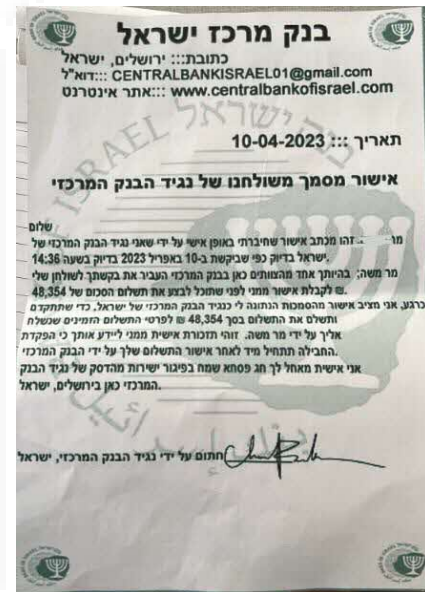 בנק מרכז ישראל
כתובת::: ירושלים, ישראל
דוא"ל::: CENTRALBANKISRAEL01@gmail.com
אתר אינטרנט::: www.centralbankofisrael.com
תאריך ::: 10-04-2023
אישור מסמך משולחנו של נגיד הבנק המרכזי
שלום
מר זהו מכתב אישור שחיברתי באופן אישי על ידי שאני נגיד הבנק המרכזי של
ישראל בדיוק כפי שביקשת ב-10 באפריל 2023 בדיוק בשעה 14:36.
מר משה; בהיותך אחד מהצוותים כאן בבנק המרכזי העביר את בקשתך לשולחן שלי
לקבלת אישור ממני לפני שתוכל לבצע את תשלום הסכום של 48,354 ₪.
כרגע, אני מציב אישור מהסמכות הנתונה לי כנגיד הבנק המרכזי של ישראל, כדי שתתקדם
ותשלם את התשלום בסך 48,354 ₪ לפרטי התשלום הזמינים שנשלח
אליך על ידי מר משה. זוהי תזכורת אישית ממני ליידע אותך כי הפקדת
החבילה תתחיל מיד לאחר אישור התשלום שלך על ידי הבנק המרכזי.
אני אישית מאחל לך חג פסחא שמח בפיגור ישירות מהדסק של נגיד הבנק
המרכזי כאן בירושלים, ישראל.
חתום על ידי נגיד הבנק המרכזי, ישראל